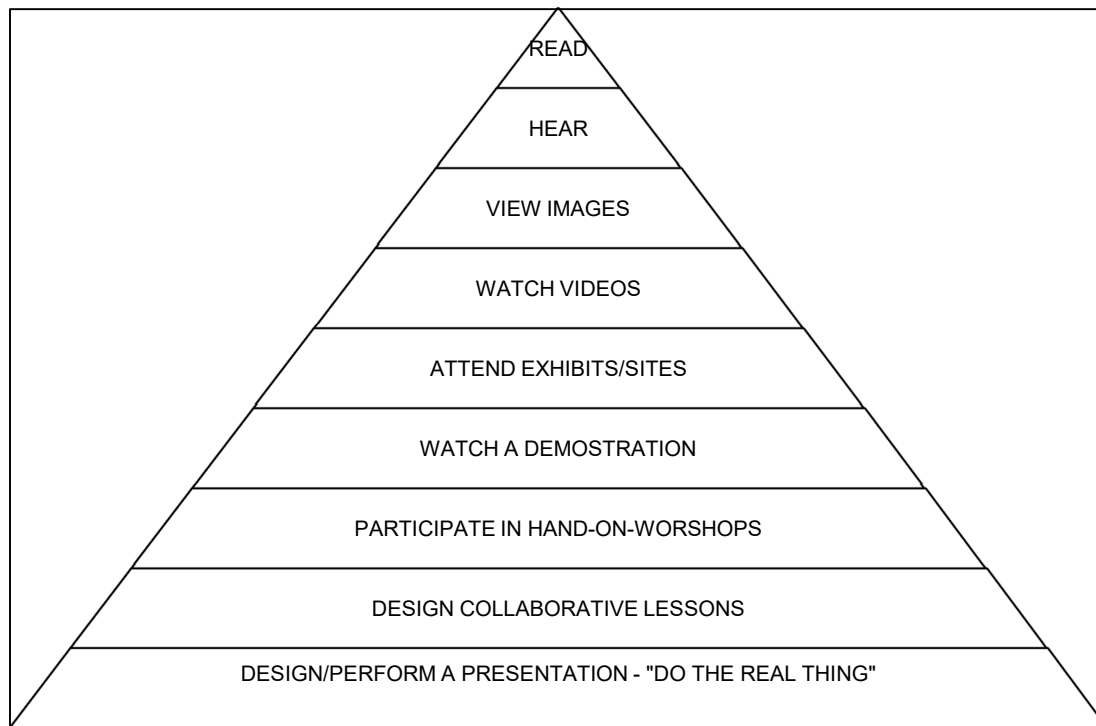 READ
HEAR
VIEW IMAGES
WATCH VIDEOS
ATTEND EXHIBITS/SITES
WATCH A DEMOSTRATION
PARTICIPATE IN HAND-ON-WORSHOPS
DESIGN COLLABORATIVE LESSONS
DESIGN/PERFORM A PRESENTATION - "DO THE REAL THING"